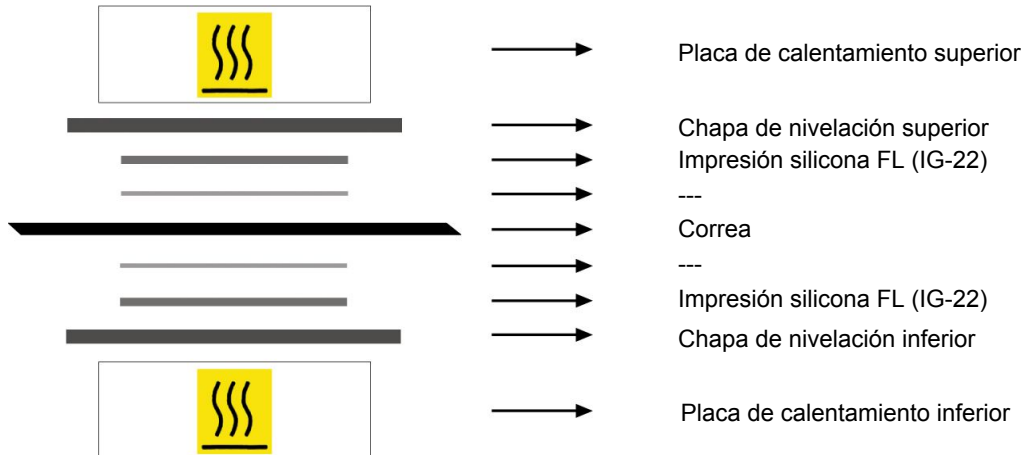 Placa de calentamiento superior
Chapa de nivelación superior
Impresión silicona FL (IG-22)
---
Correa
---
Impresión silicona FL (IG-22)
Chapa de nivelación inferior
Placa de calentamiento inferior